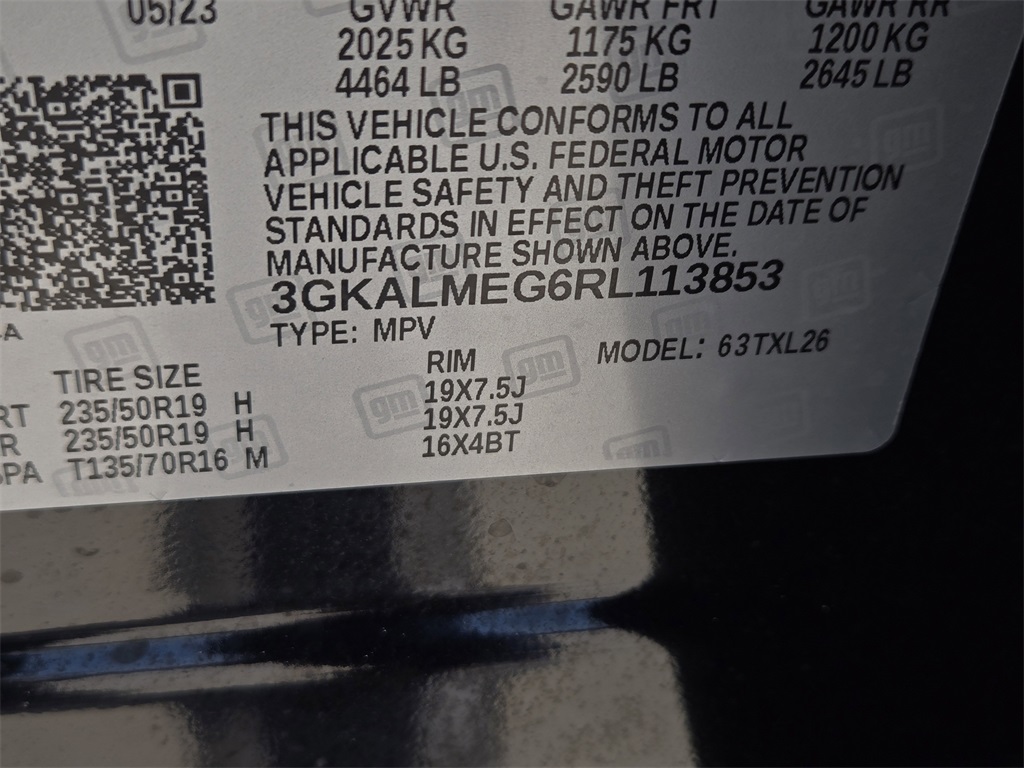 05/23 GVWR GAWR FRT GAWR RR
2025 KG 1175 KG 1200 KG
4464 LB 2590 LB 2645 LB
THIS VEHICLE CONFORMS TO ALL
APPLICABLE U.S. FEDERAL MOTOR
VEHICLE SAFETY AND THEFT PREVENTION
STANDARDS IN EFFECT ON THE DATE OF
MANUFACTURE SHOWN ABOVE.
3GKALMEG6RL113853
TYPE: MPV
MODEL: 63TXL26
TIRE SIZE RIM
RT 235/50R19 H 19X7.5J
R 235/50R19 H 19X7.5J
SPA T135/70R16 M 16X4BT
gm